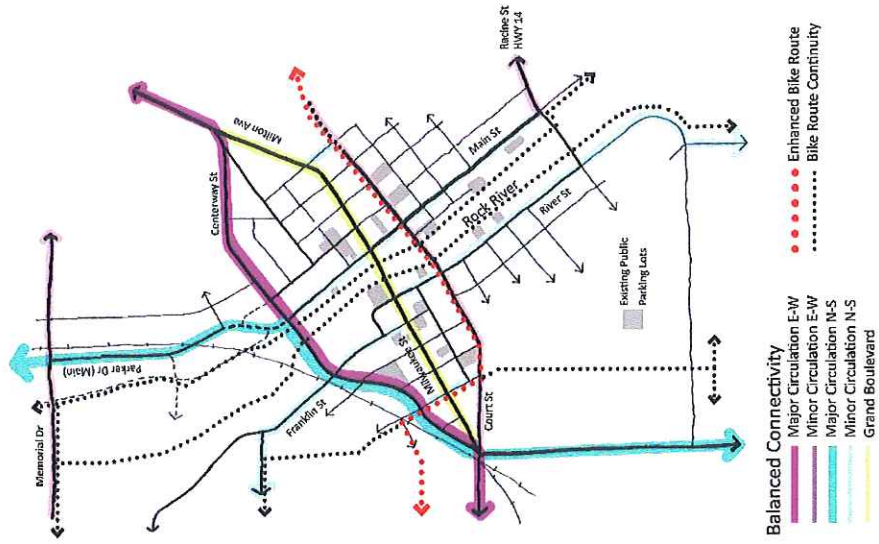 Memorial Dr
Parker Dr (Main)
Centerway St
Milton Ave
Racine St
HWY 14
Franklin St
Milwaukee St
Main St
Rock River
River St
Court St
Existing Public
Parking Lots
Balanced Connectivity
Major Circulation E-W
Minor Circulation E-W
Major Circulation N-S
Minor Circulation N-S
Grand Boulevard
Enhanced Bike Route
Bike Route Continuity